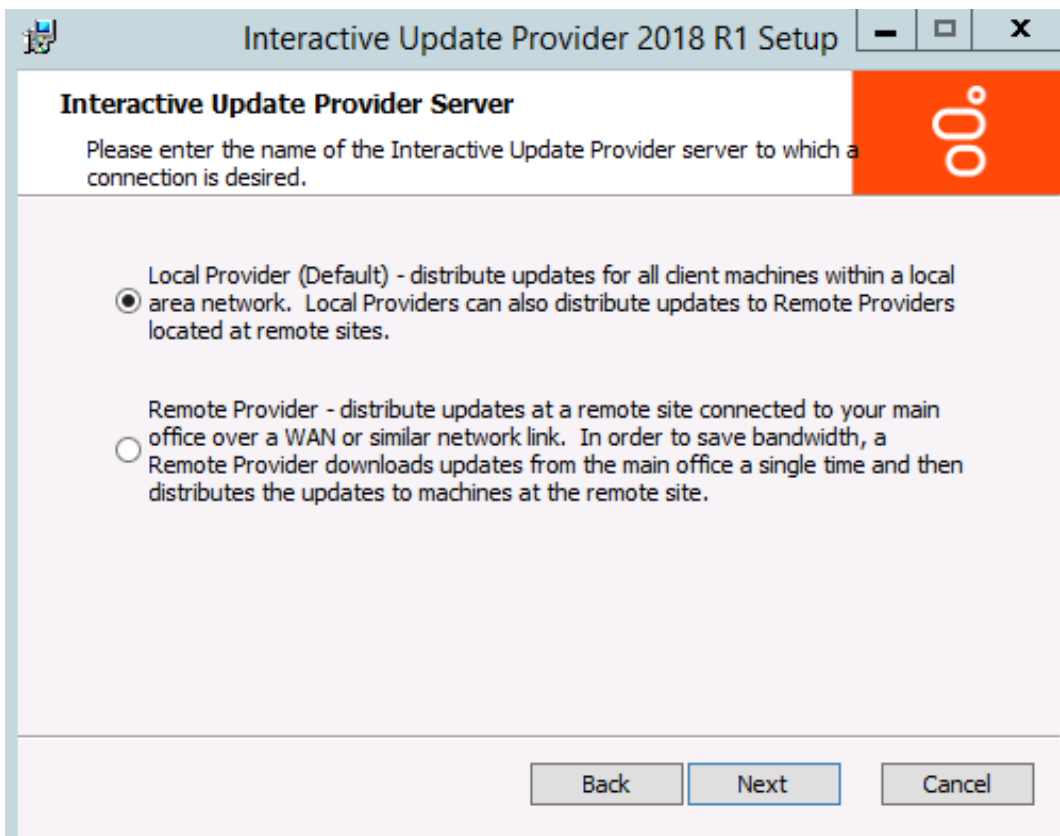 Interactive Update Provider 2018 R1 Setup
Interactive Update Provider Server
Please enter the name of the Interactive Update Provider server to which a
connection is desired.
Local Provider (Default) - distribute updates for all client machines within a local
area network.  Local Providers can also distribute updates to Remote Providers
located at remote sites.
Remote Provider - distribute updates at a remote site connected to your main
office over a WAN or similar network link.  In order to save bandwidth, a
Remote Provider downloads updates from the main office a single time and then
distributes the updates to machines at the remote site.
Back Next Cancel